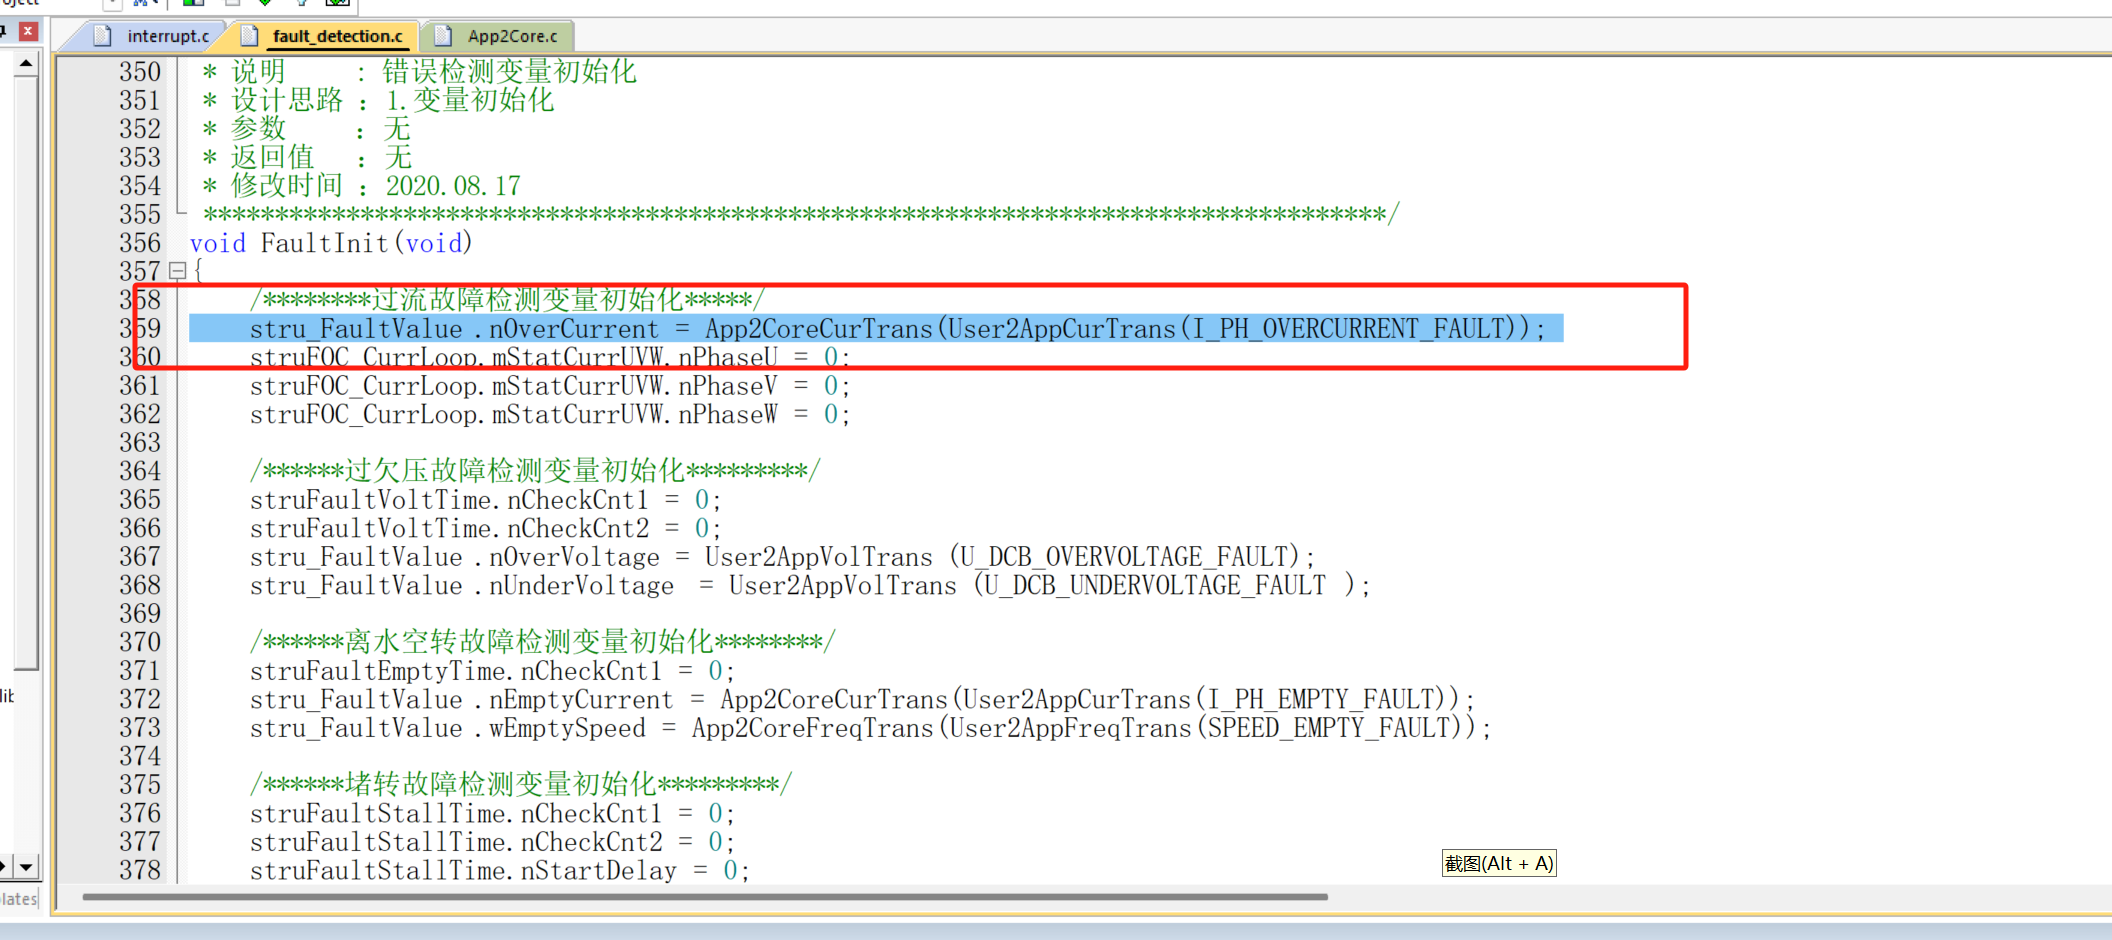 interrupt.c
fault_detection.c
App2Core.c
350 * 说明 : 错误检测变量初始化
351 * 设计思路 : 1.变量初始化
352 * 参数 : 无
353 * 返回值 : 无
354 * 修改时间 : 2020.08.17
355 ***************************************************************************************/
356 void FaultInit(void)
357 {
358 /********过流故障检测变量初始化*****/
359 stru_FaultValue .nOverCurrent = App2CoreCurTrans(User2AppCurTrans(I_PH_OVERCURRENT_FAULT));
360 struFOC_CurrLoop.mStatCurrUVW.nPhaseU = 0;
361 struFOC_CurrLoop.mStatCurrUVW.nPhaseV = 0;
362 struFOC_CurrLoop.mStatCurrUVW.nPhaseW = 0;
363
364 /******过欠压故障检测变量初始化*********/
365 struFaultVoltTime.nCheckCnt1 = 0;
366 struFaultVoltTime.nCheckCnt2 = 0;
367 stru_FaultValue .nOverVoltage = User2AppVolTrans (U_DCB_OVERVOLTAGE_FAULT);
368 stru_FaultValue .nUnderVoltage = User2AppVolTrans (U_DCB_UNDERVOLTAGE_FAULT );
369
370 /******离水空转故障检测变量初始化********/
371 struFaultEmptyTime.nCheckCnt1 = 0;
372 stru_FaultValue .nEmptyCurrent = App2CoreCurTrans(User2AppCurTrans(I_PH_EMPTY_FAULT));
373 stru_FaultValue .wEmptySpeed = App2CoreFreqTrans(User2AppFreqTrans(SPEED_EMPTY_FAULT));
374
375 /******堵转故障检测变量初始化*********/
376 struFaultStallTime.nCheckCnt1 = 0;
377 struFaultStallTime.nCheckCnt2 = 0;
378 struFaultStallTime.nStartDelay = 0;
截图(Alt + A)
lib
lates